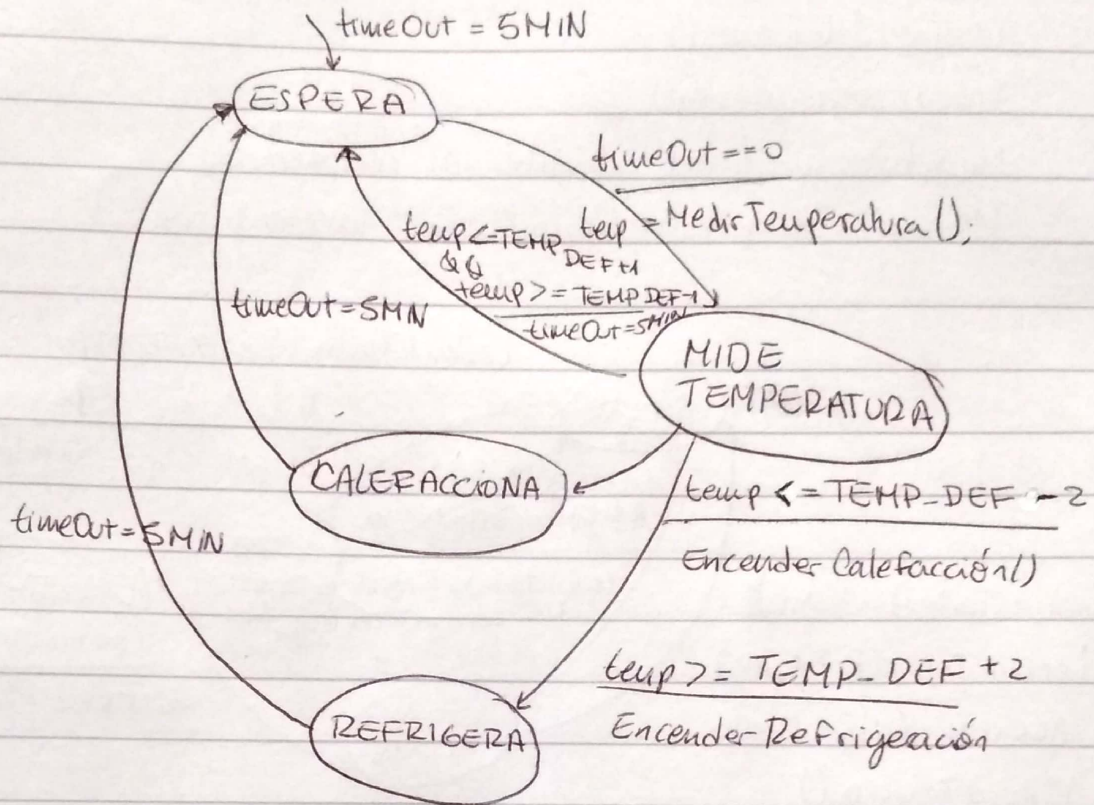 timeOut = 5MIN
ESPERA
timeOut == 0
temp = MedirTemperatura();
temp <= TEMP_DEF+1
&&
temp >= TEMP DEF-1
timeOut = 5MIN
timeOut = 5MIN
MIDE
TEMPERATURA
CALEFACCIONA
temp <= TEMP_DEF - 2
Encender Calefacción()
timeOut = 5MIN
temp >= TEMP_DEF + 2
Encender Refrigeración
REFRIGERA